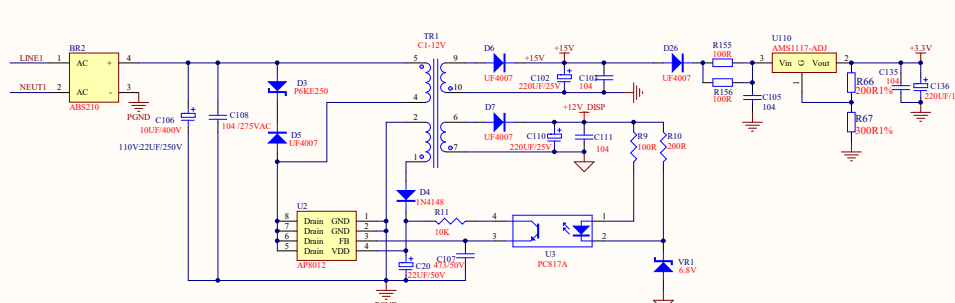 BR2
LINE1
1
AC
+
4
NEUT1
2
AC
-
3
ABS210
PGND
C106
10UF/400V
110V:22UF/250V
C108
104 /275VAC
D3
P6KE250
D5
UF4007
TR1
C1-12V
5
4
2
1
9
10
6
7
D6
UF4007
+15V
+15V
C102
220UF/25V
104
D7
UF4007
+12V_DISP
C110
220UF/25V
C111
104
R9
100R
R10
200R
D26
UF4007
R155
100R
R156
100R
C105
104
U110
AMS1117-ADJ
3
Vin
G
Vout
2
1
+3.3V
R66
200R1%
C135
104
C136
R67
300R1%
D4
1N4148
R11
10K
U2
8
Drain
GND
1
7
Drain
GND
2
6
Drain
FB
3
5
Drain
VDD
4
AP8012
C20
22UF/50V
C107
473/50V
4
3
1
2
U3
PC817A
VR1
6.8V